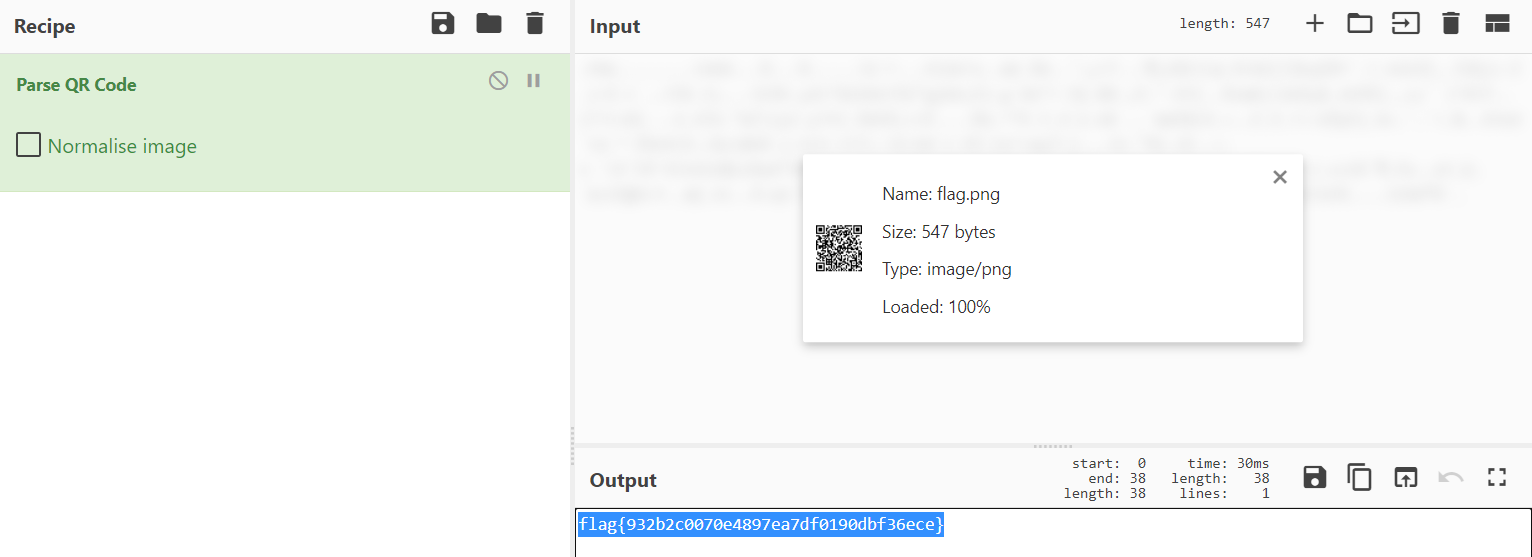 Recipe
Parse QR Code
Normalise image
Input
length: 547
Name: flag.png
Size: 547 bytes
Type: image/png
Loaded: 100%
Output
start: 0 time: 30ms
end: 38 length: 38
length: 38 lines: 1
flag{932b2c0070e4897ea7df0190dbf36ece}